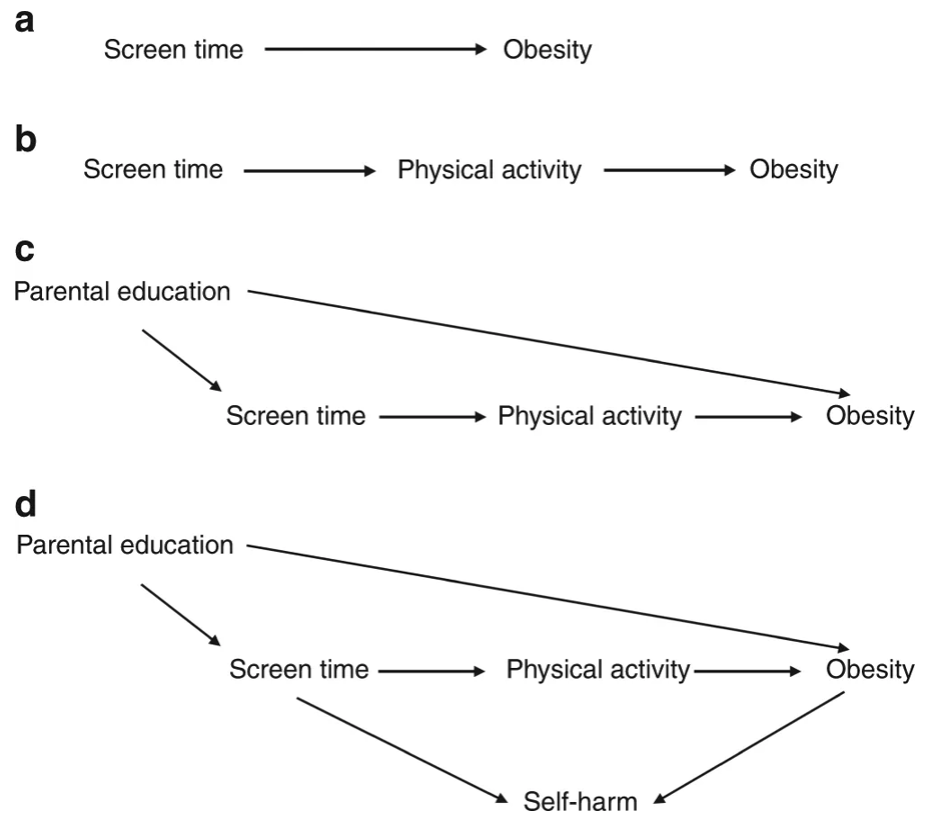 a
Screen time Obesity
b
Screen time Physical activity Obesity
c
Parental education
Screen time Physical activity Obesity
d
Parental education
Screen time Physical activity Obesity
Self-harm